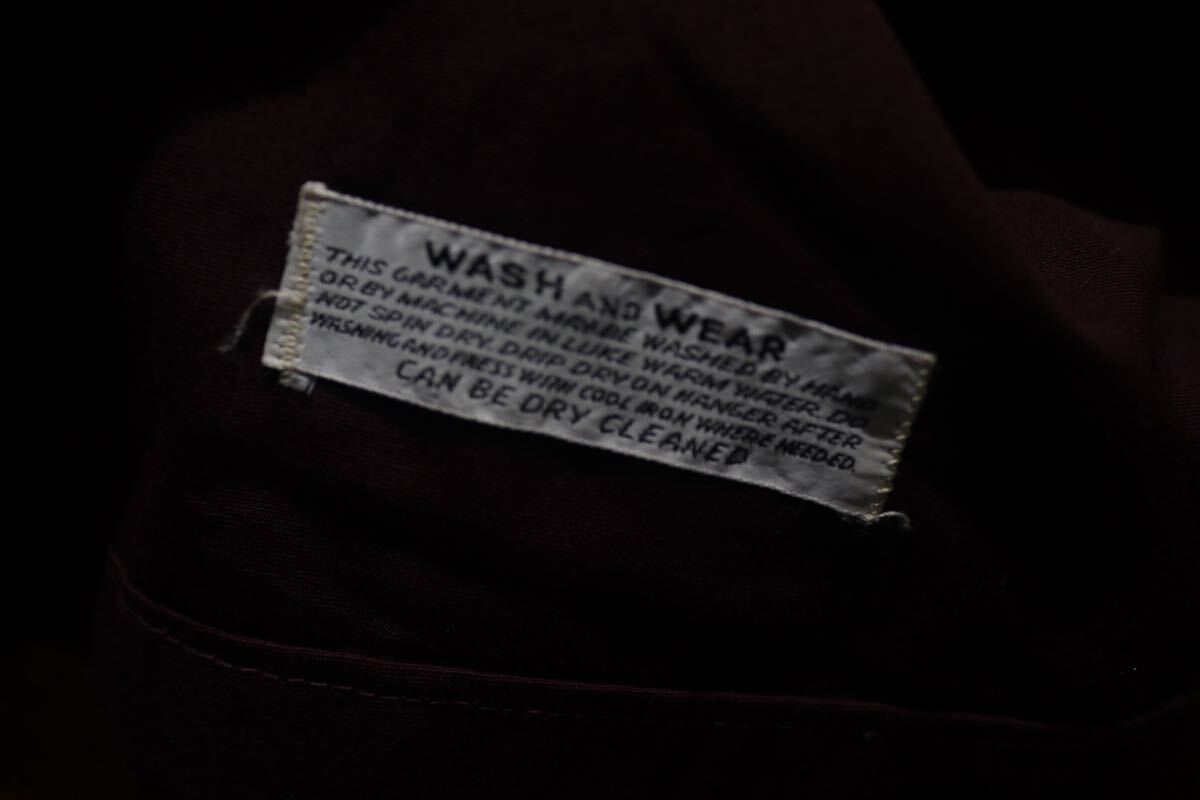 WASH AND WEAR
THIS GARMENT MAY BE WASHED BY HAND
OR BY MACHINE IN LUKE WARM WATER. DO
NOT SPIN DRY. DRIP DRY ON HANGER AFTER
WASHING AND PRESS WITH COOL IRON WHERE NEEDED.
CAN BE DRY CLEANED